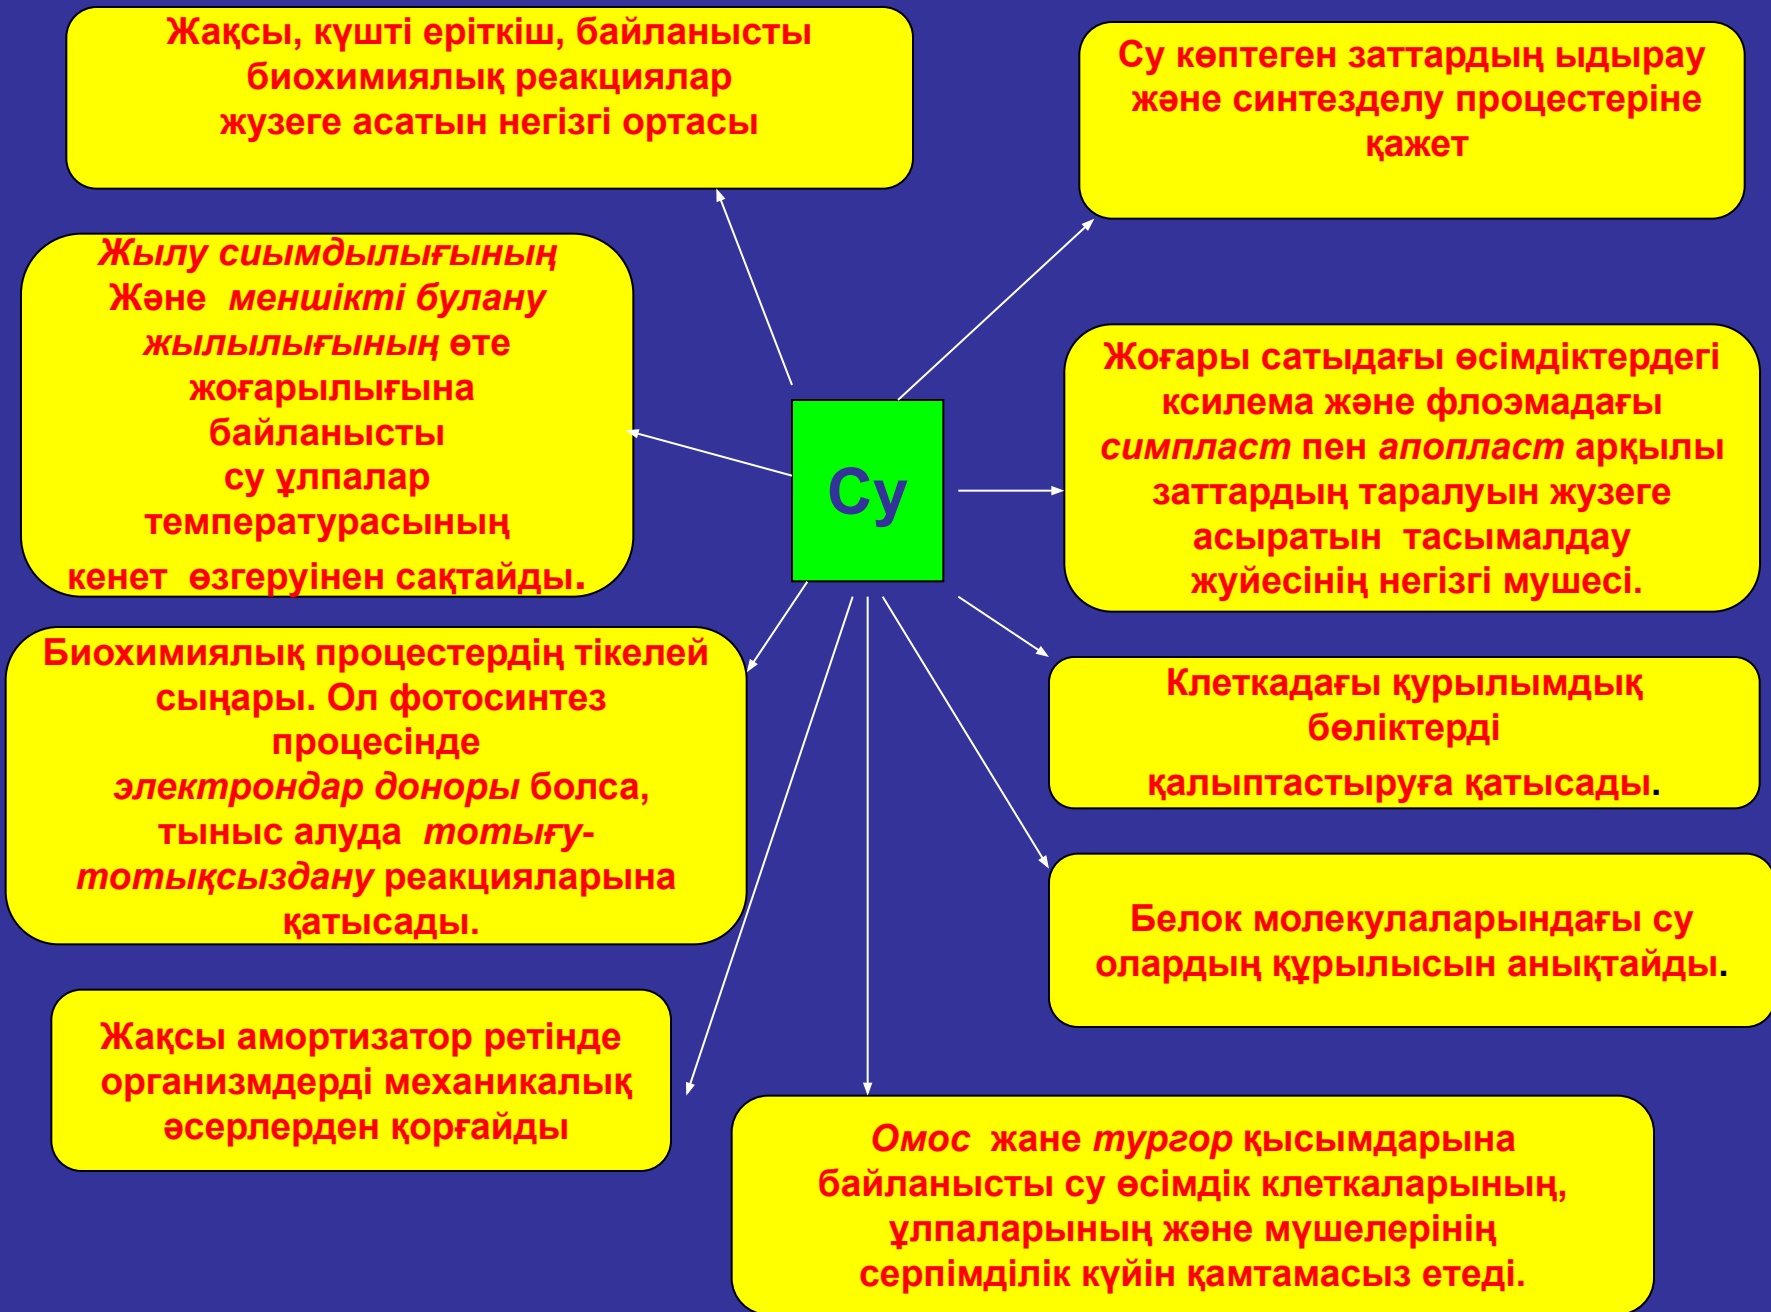 Жақсы, күшті еріткіш, байланысты
биохимиялық реакциялар
жузеге асатын негізгі ортасы
Су көптеген заттардың ыдырау
және синтезделу процестеріне
қажет
Жылу сиымдылығының
Және меншікті булану
жылылығының өте
жоғарылығына
байланысты
су ұлпалар
температурасының
кенет өзгеруінен сақтайды.
Су
Жоғары сатыдағы өсімдіктердегі
ксилема және флоэмадағы
симпласт пен апопласт арқылы
заттардың таралуын жузеге
асыратын тасымалдау
жуйесінің негізгі мушесі.
Биохимиялық процестердің тікелей
сыңары. Ол фотосинтез
процесінде
электрондар доноры болса,
тыныс алуда тотығу-
тотықсыздану реакцияларына
қатысады.
Клеткадағы қурылымдық
бөліктерді
қалыптастыруға қатысады.
Белок молекулаларындағы су
олардың құрылысын анықтайды.
Жақсы амортизатор ретінде
организмдерді механикалық
әсерлерден қорғайды
Омос жане тургор қысымдарына
байланысты су өсімдік клеткаларының,
ұлпаларының және мүшелерінің
серпімділік күйін қамтамасыз етеді.